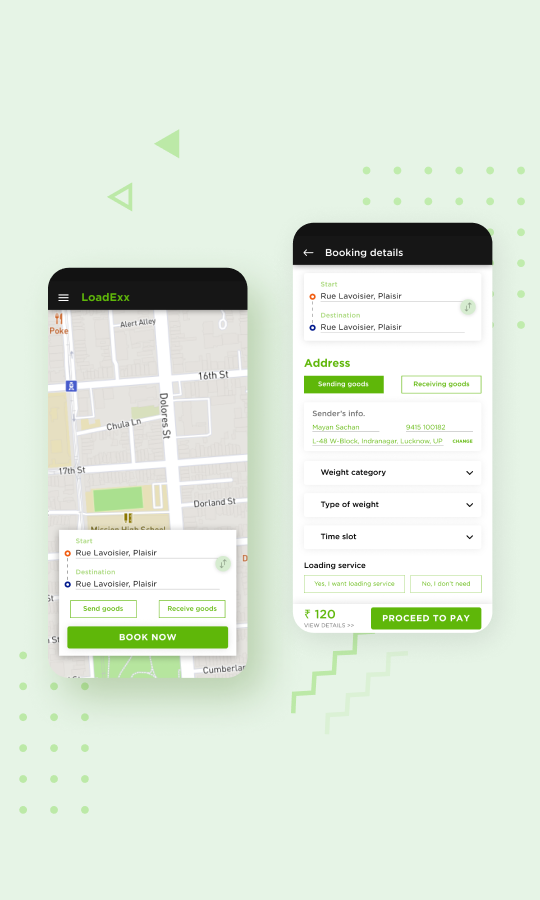 LoadExx
Poke
Alert Alley
16th St
Dolores St
Chula Ln
17th St
Dorland St
Mission High School
Start
Rue Lavoisier, Plaisir
Destination
Rue Lavoisier, Plaisir
Send goods
Receive goods
BOOK NOW
Cumberlan
Booking details
Start
Rue Lavoisier, Plaisir
Destination
Rue Lavoisier, Plaisir
Address
Sending goods
Receiving goods
Sender's info.
Mayan Sachan 9415 100182
L-48 W-Block, Indranagar, Lucknow, UP CHANGE
Weight category
Type of weight
Time slot
Loading service
Yes, I want loading service
No, I don't need
₹ 120
VIEW DETAILS >>
PROCEED TO PAY